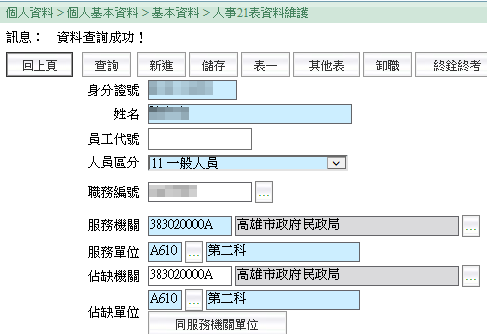 個人資料 > 個人基本資料 > 基本資料 > 人事21表資料維護
訊息： 資料查詢成功！
回上頁 查詢 新進 儲存 表一 其他表 卸職 終銓終考
身分證號
姓名
員工代號
人員區分 11 一般人員
職務編號 ...
服務機關 383020000A 高雄市政府民政局 ...
服務單位 A610 ... 第二科
佔缺機關 383020000A 高雄市政府民政局 ...
佔缺單位 A610 ... 第二科
同服務機關單位